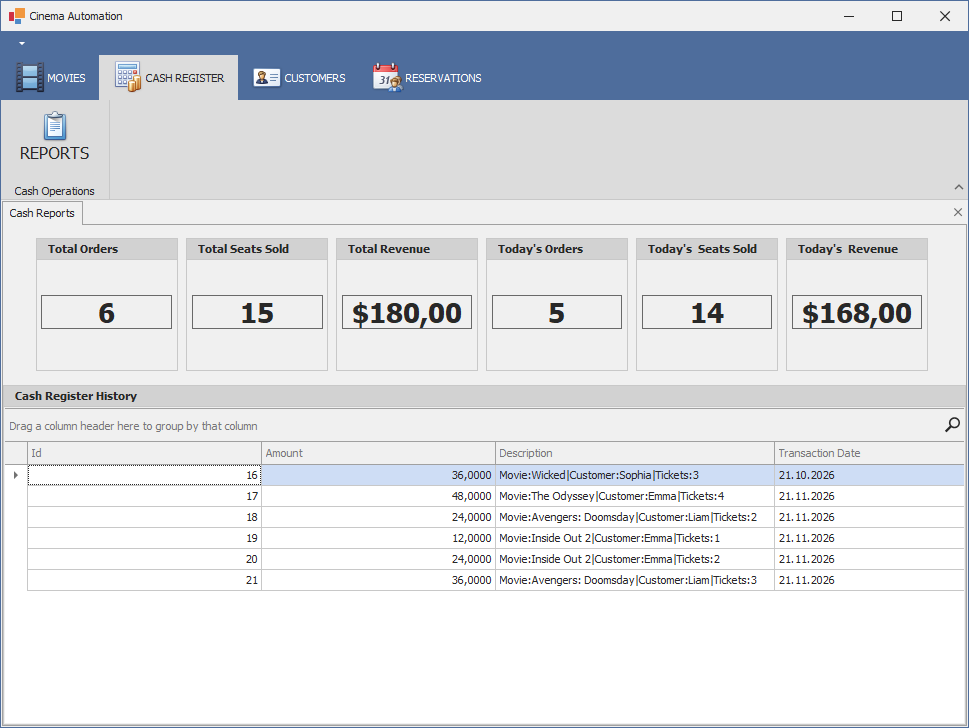 Cinema Automation
MOVIES CASH REGISTER CUSTOMERS 31 RESERVATIONS
REPORTS
Cash Operations
Cash Reports
Total Orders Total Seats Sold Total Revenue Today's Orders Today's  Seats Sold Today's  Revenue
6 15 $180,00 5 14 $168,00
Cash Register History
Drag a column header here to group by that column
Id Amount Description Transaction Date
16 36,0000 Movie:Wicked|Customer:Sophia|Tickets:3 21.10.2026
17 48,0000 Movie:The Odyssey|Customer:Emma|Tickets:4 21.11.2026
18 24,0000 Movie:Avengers: Doomsday|Customer:Liam|Tickets:2 21.11.2026
19 12,0000 Movie:Inside Out 2|Customer:Emma|Tickets:1 21.11.2026
20 24,0000 Movie:Inside Out 2|Customer:Emma|Tickets:2 21.11.2026
21 36,0000 Movie:Avengers: Doomsday|Customer:Liam|Tickets:3 21.11.2026